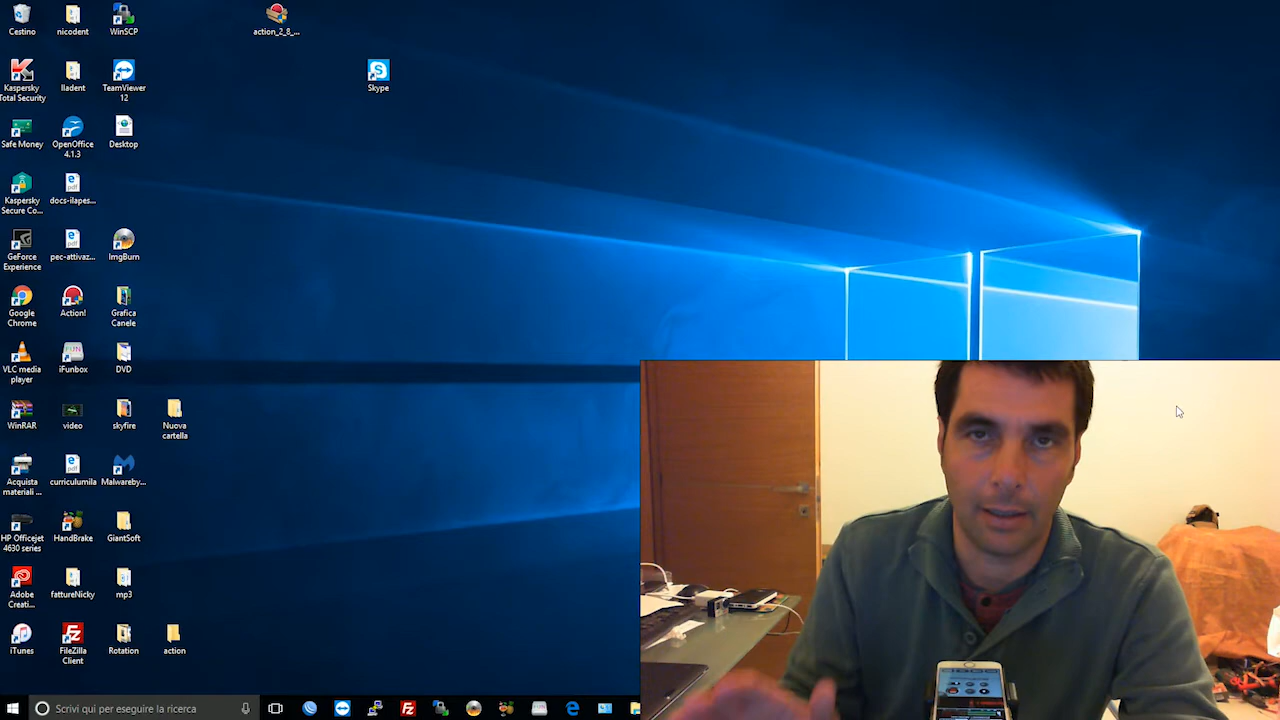 Cestino
nicodent
WinSCP
action_2_8_...
Kaspersky
Total Security
lladent
TeamViewer
12
Skype
Safe Money
OpenOffice
4.1.3
Desktop
Kaspersky
Secure Co...
docs-ilapes...
GeForce
Experience
pec-attivaz...
ImgBurn
Google
Chrome
Action!
Grafica
Canele
VLC media
player
iFunbox
DVD
WinRAR
video
skyfire
Nuova
cartella
Acquista
materiali ...
curriculumila
Malwareby...
HP Officejet
4630 series
HandBrake
GiantSoft
Adobe
Creati...
fattureNicky
mp3
iTunes
FileZilla
Client
Rotation
action
Scrivi qui per eseguire la ricerca